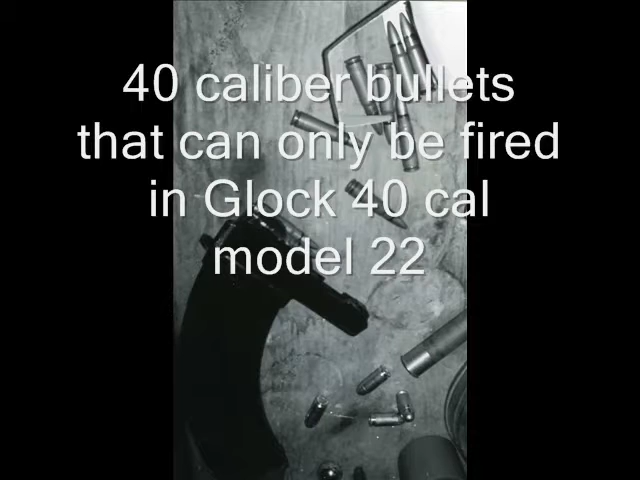 40 caliber bullets
that can only be fired
in Glock 40 cal
model 22